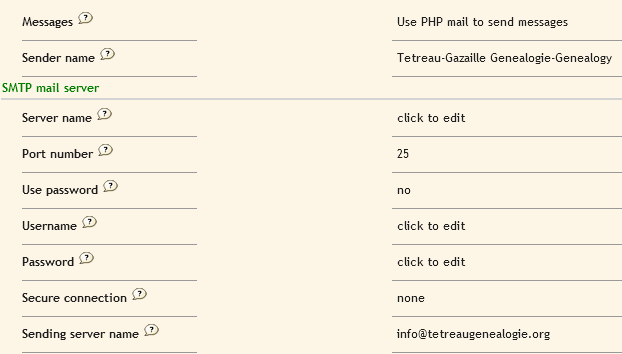 Messages ? Use PHP mail to send messages
Sender name ? Tetreau-Gazaille Genealogie-Genealogy
SMTP mail server
Server name ? click to edit
Port number ? 25
Use password ? no
Username ? click to edit
Password ? click to edit
Secure connection ? none
Sending server name ? info@tetreaugenealogie.org